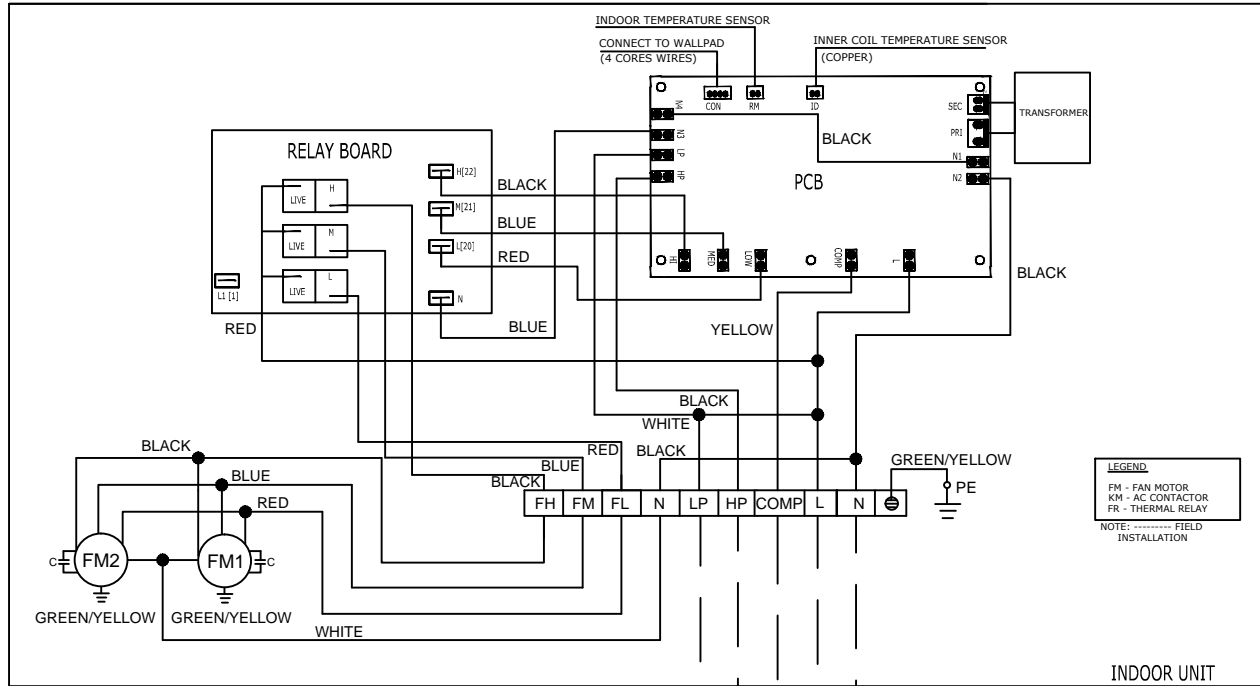 INDOOR TEMPERATURE SENSOR
CONNECT TO WALLPAD
(4 CORES WIRES)
INNER COIL TEMPERATURE SENSOR
(COPPER)
CON
RM
ID
SEC
PRI
TRANSFORMER
N4
N3
LP
HP
BLACK
N1
N2
PCB
RELAY BOARD
H[22]
M[21]
L[20]
N
L1 [1]
LIVE
H
LIVE
M
LIVE
L
BLACK
BLUE
RED
BLUE
RED
HI
MED
LOW
COMP
L
BLACK
YELLOW
BLACK
WHITE
BLACK
RED
BLUE
BLACK
GREEN/YELLOW
PE
FH
FM
FL
N
LP
HP
COMP
L
N
BLACK
BLUE
RED
C
FM2
FM1
C
GREEN/YELLOW
GREEN/YELLOW
WHITE
LEGEND
FM - FAN MOTOR
KM - AC CONTACTOR
FR - THERMAL RELAY
NOTE: --------- FIELD
INSTALLATION
INDOOR UNIT